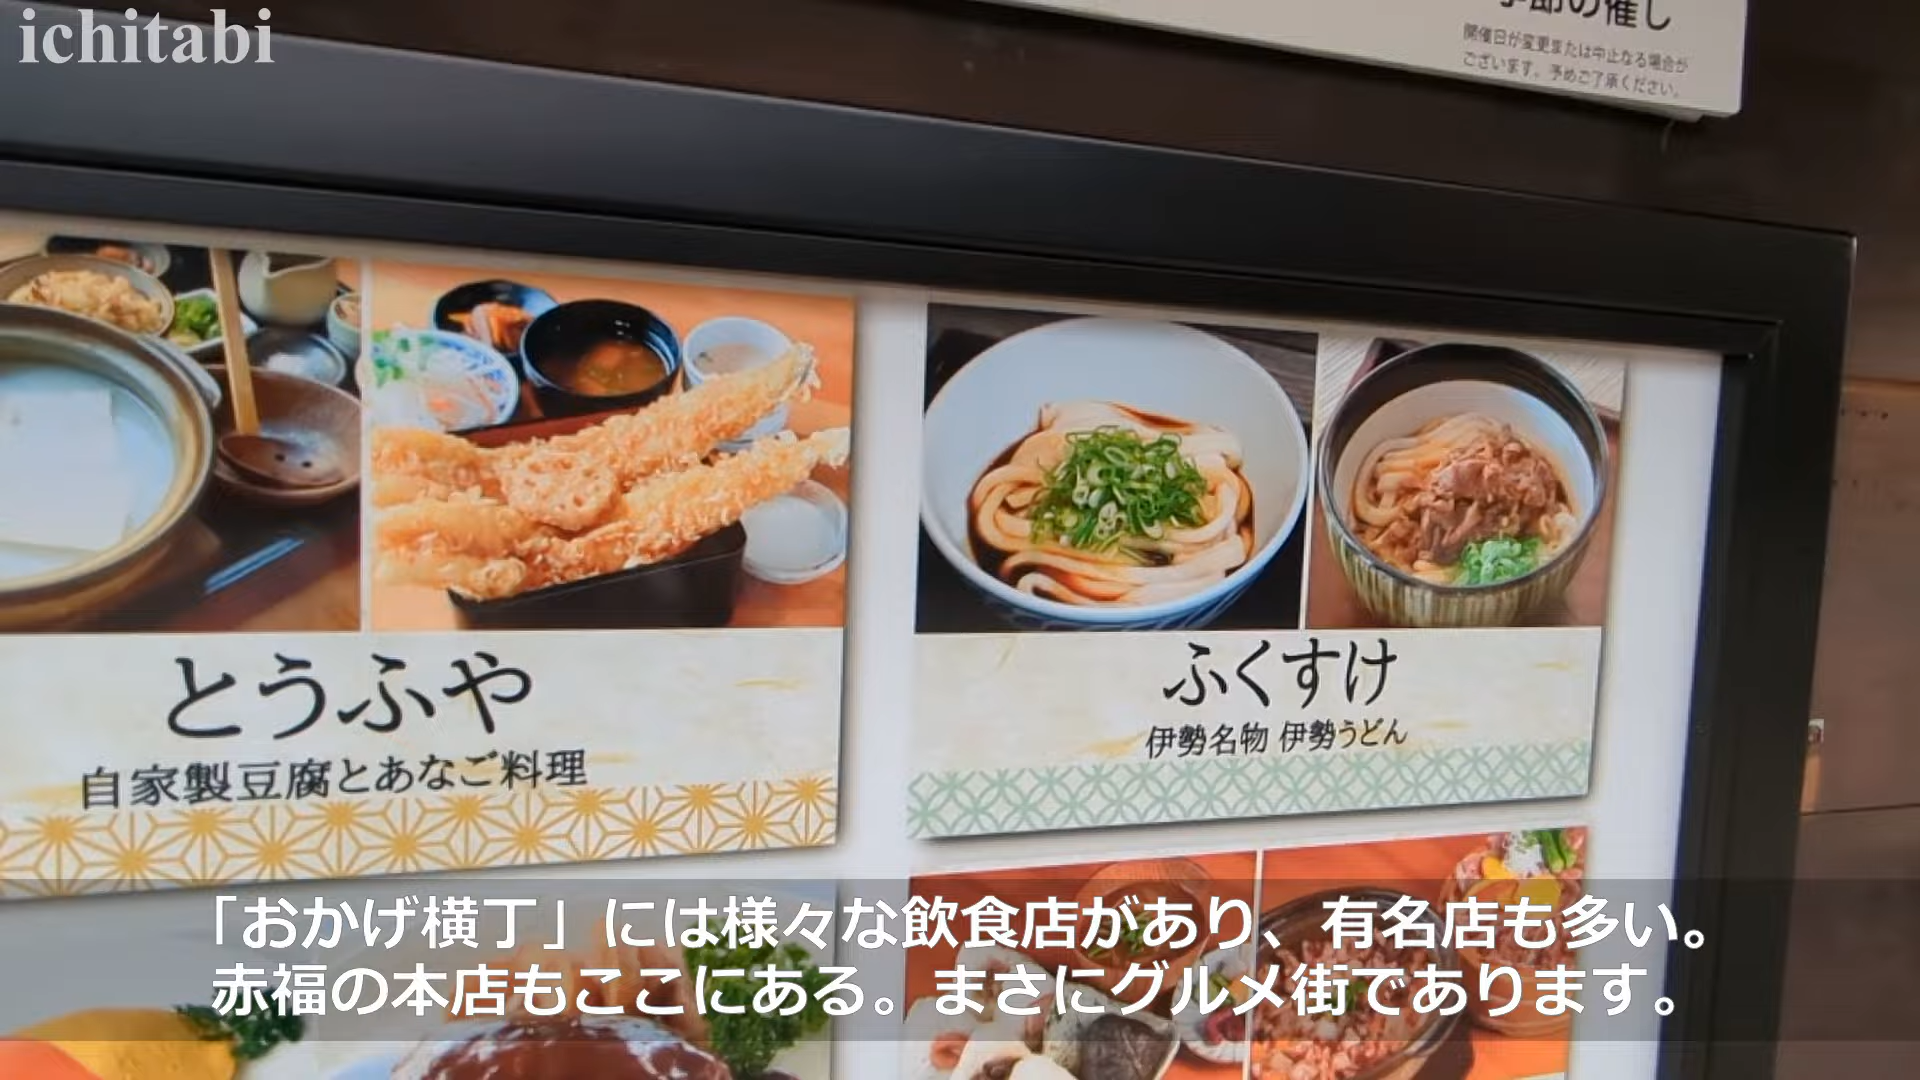 ichitabi
季節の催し
開催日が変更または中止なる場合が
ございます。予めご了承ください。
とうふや
自家製豆腐とあなご料理
ふくすけ
伊勢名物 伊勢うどん
「おかげ横丁」には様々な飲食店があり、有名店も多い。
赤福の本店もここにある。まさにグルメ街であります。